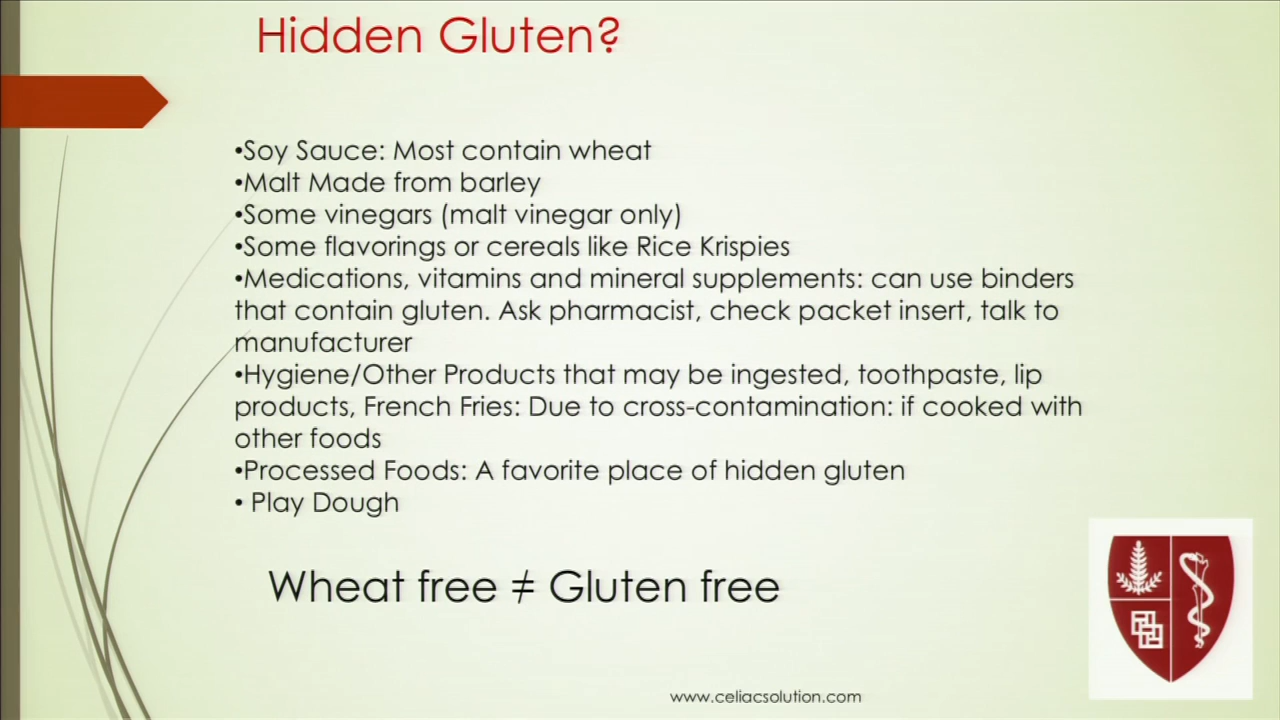 Hidden Gluten?
•Soy Sauce: Most contain wheat
•Malt Made from barley
•Some vinegars (malt vinegar only)
•Some flavorings or cereals like Rice Krispies
•Medications, vitamins and mineral supplements: can use binders
that contain gluten. Ask pharmacist, check packet insert, talk to
manufacturer
•Hygiene/Other Products that may be ingested, toothpaste, lip
products, French Fries: Due to cross-contamination: if cooked with
other foods
•Processed Foods: A favorite place of hidden gluten
• Play Dough
Wheat free ≠ Gluten free
www.celiacsolution.com